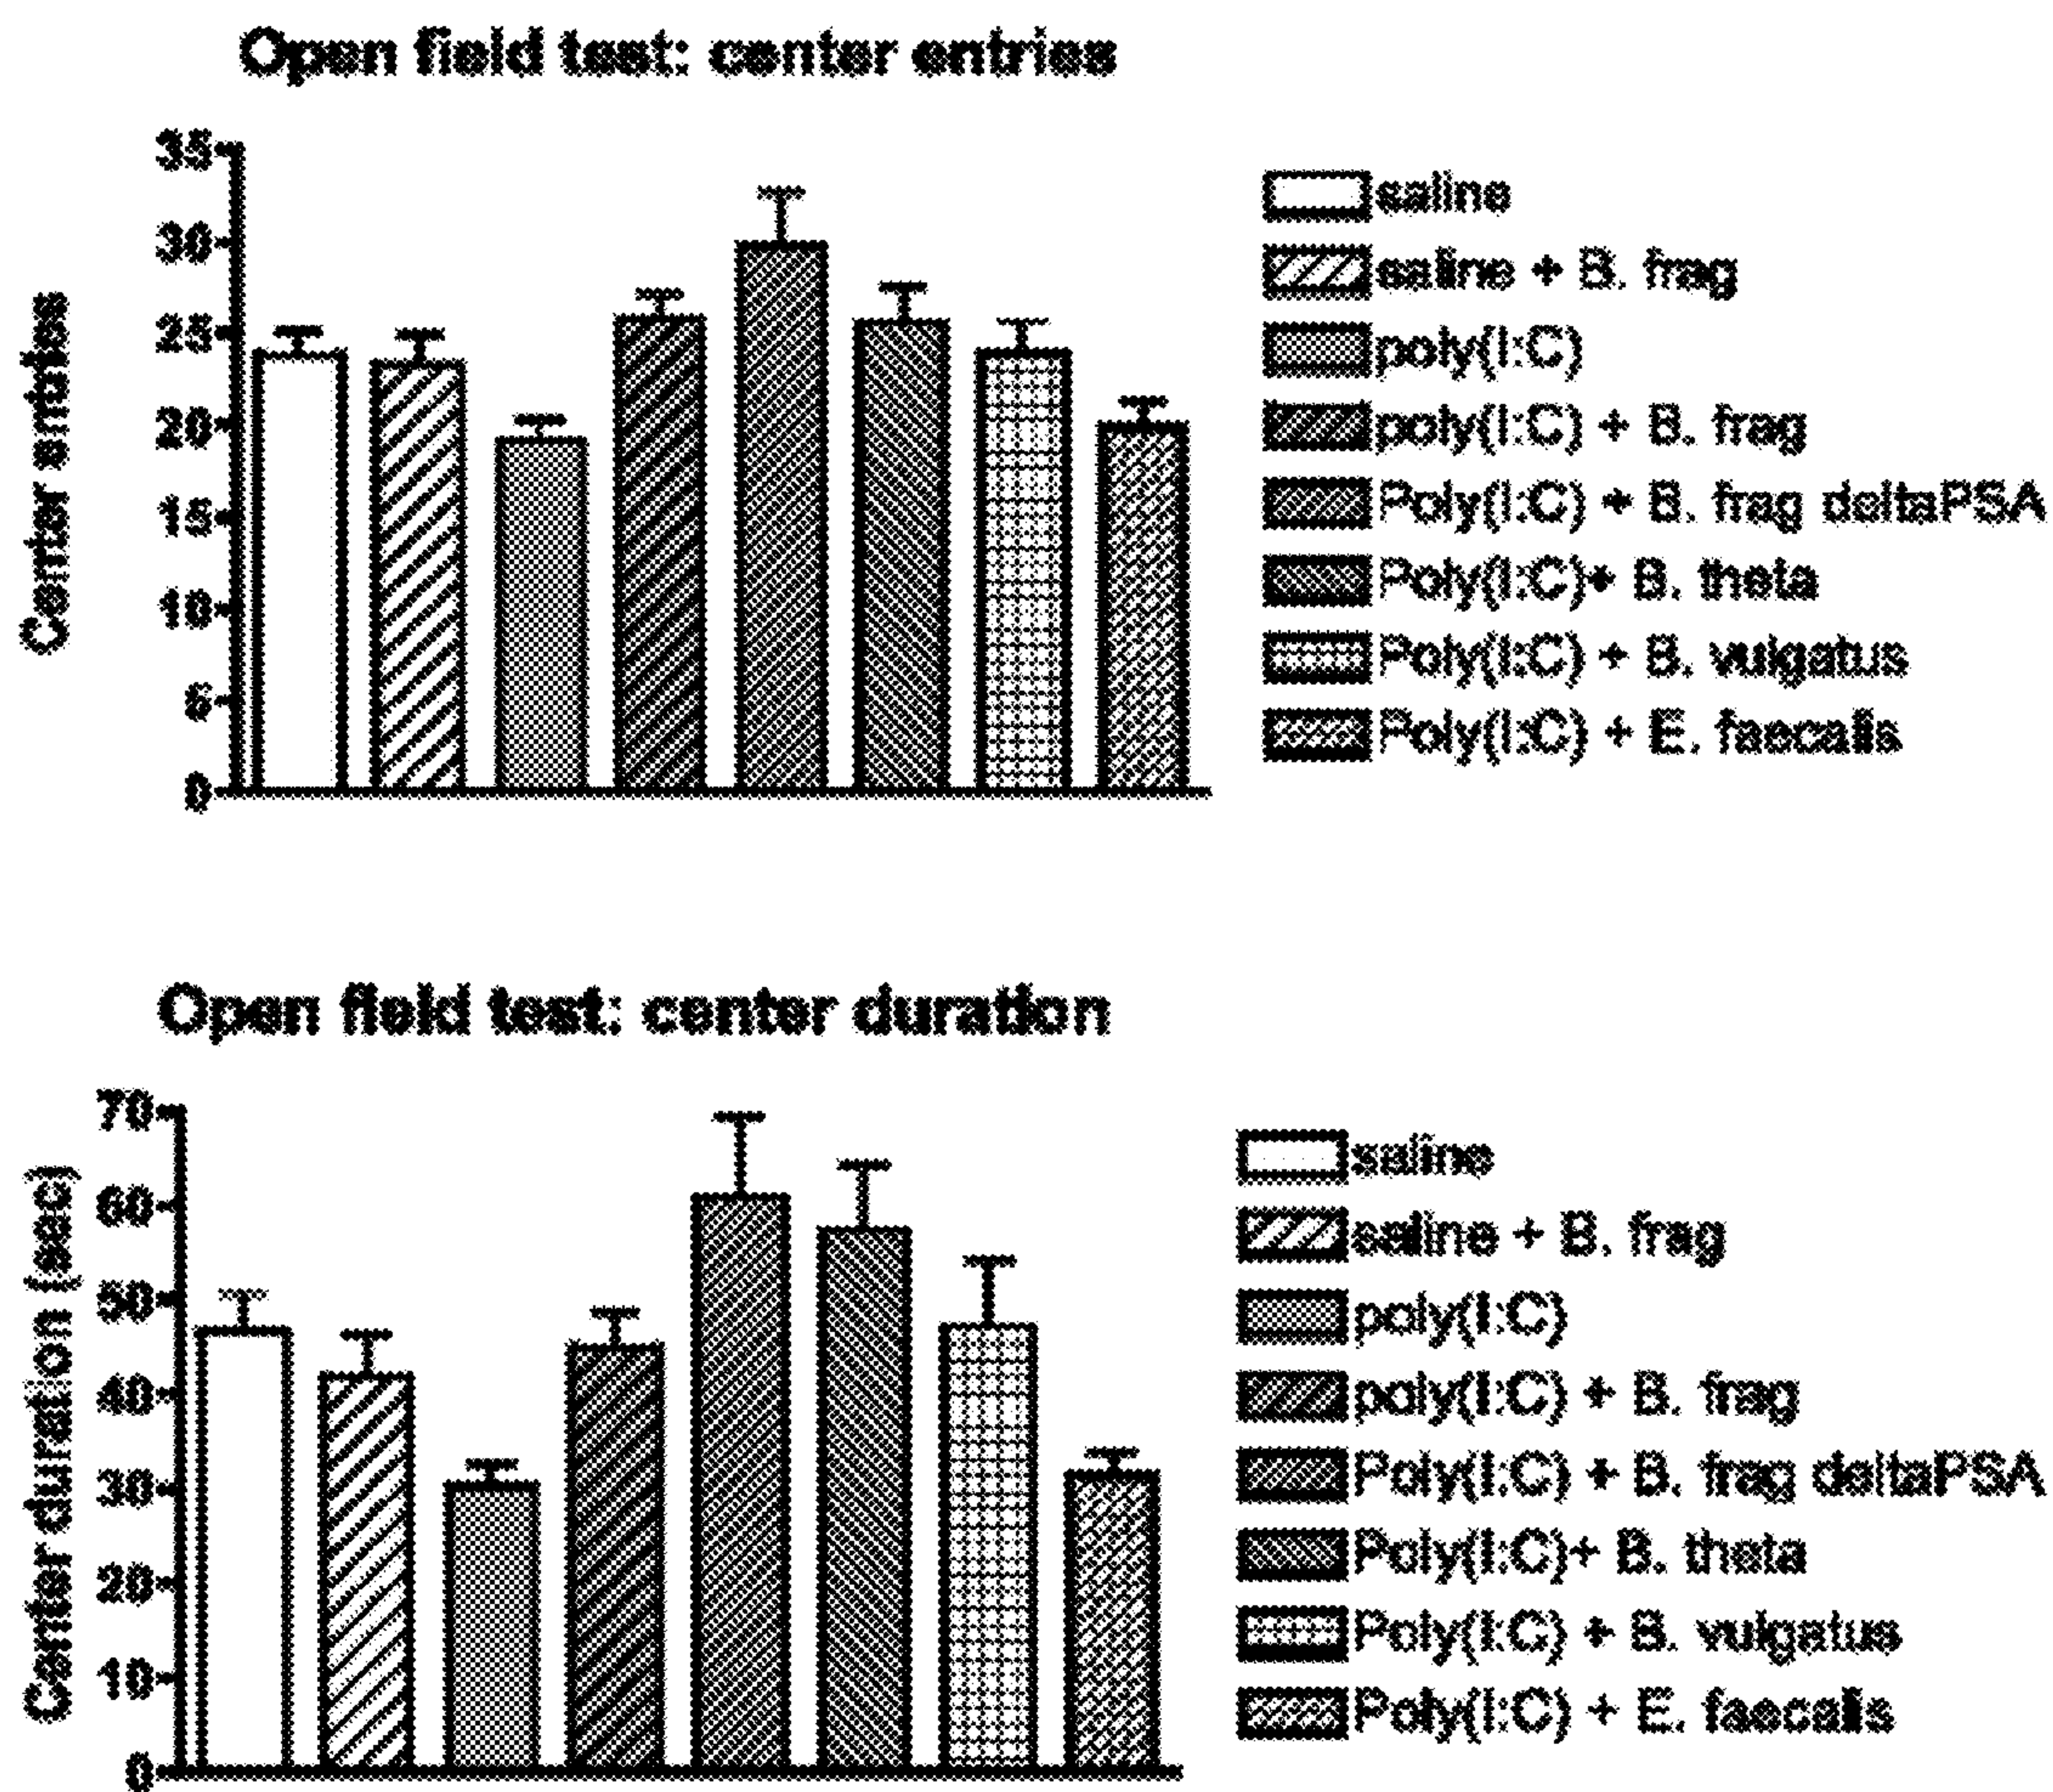 Open field test: center entries
Center entries
35
30
25
20
15
10
5
0
saline
saline + B. frag
poly(I:C)
poly(I:C) + B. frag
Poly(I:C) + B. frag deltaPSA
Poly(I:C)+ B. theta
Poly(I:C) + B. vulgatus
Poly(I:C) + E. faecalis
Open field test: center duration
Center duration (sec)
70
60
50
40
30
20
10
0
saline
saline + B. frag
poly(I:C)
poly(I:C) + B. frag
Poly(I:C) + B. frag deltaPSA
Poly(I:C)+ B. theta
Poly(I:C) + B. vulgatus
Poly(I:C) + E. faecalis